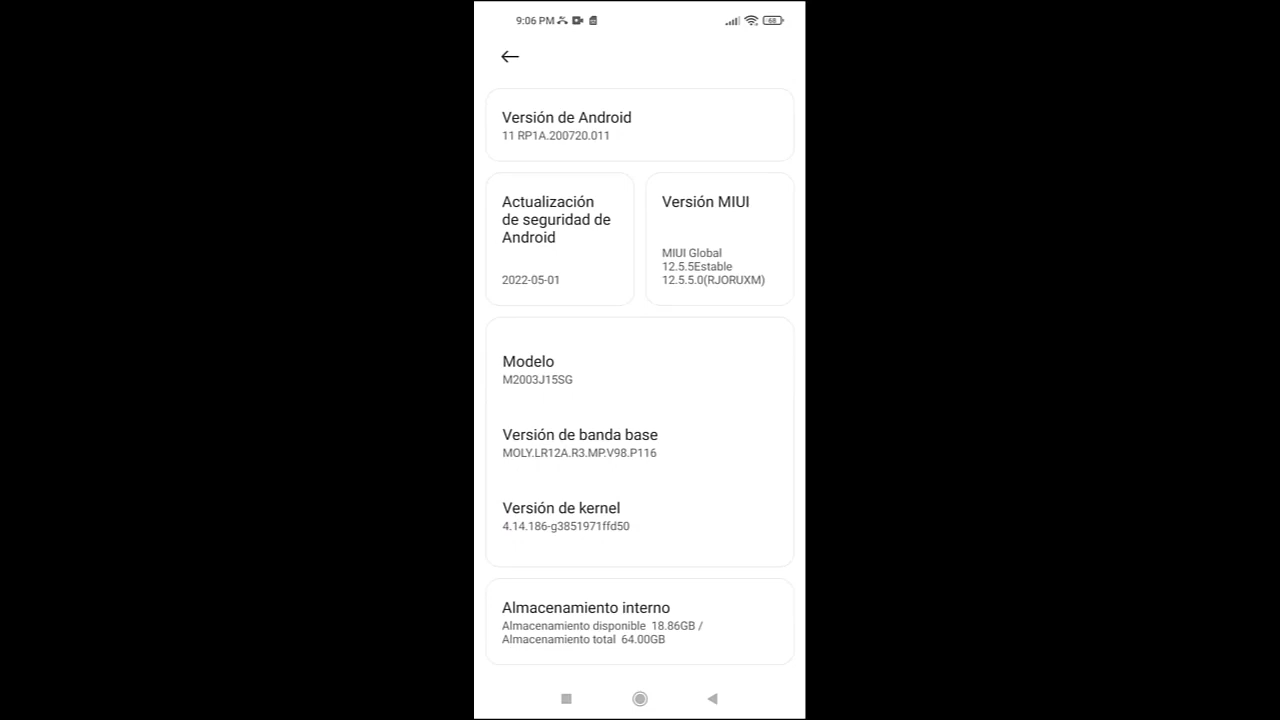 9:06 PM
68
Versión de Android
11 RP1A.200720.011
Actualización
de seguridad de
Android
2022-05-01
Versión MIUI
MIUI Global
12.5.5Estable
12.5.5.0(RJORUXM)
Modelo
M2003J15SG
Versión de banda base
MOLY.LR12A.R3.MP.V98.P116
Versión de kernel
4.14.186-g3851971ffd50
Almacenamiento interno
Almacenamiento disponible 18.86GB /
Almacenamiento total 64.00GB